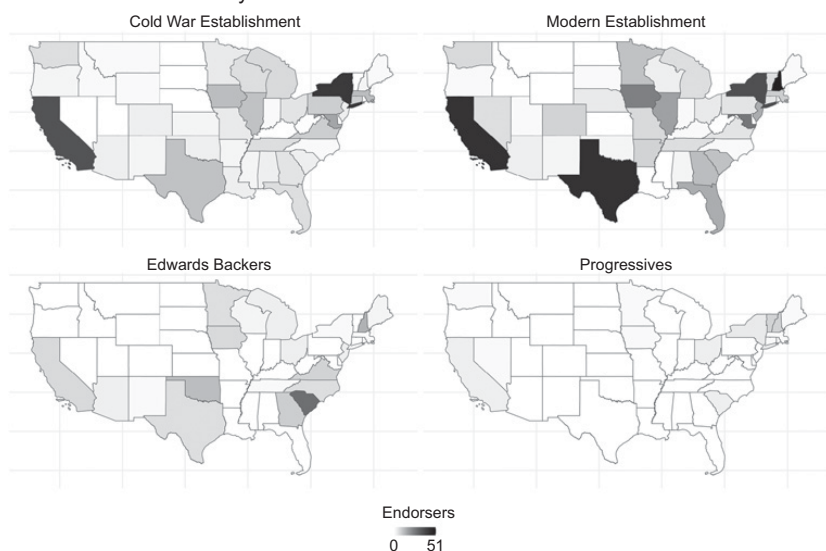 Cold War Establishment
Modern Establishment
Edwards Backers
Progressives
Endorsers
0 51